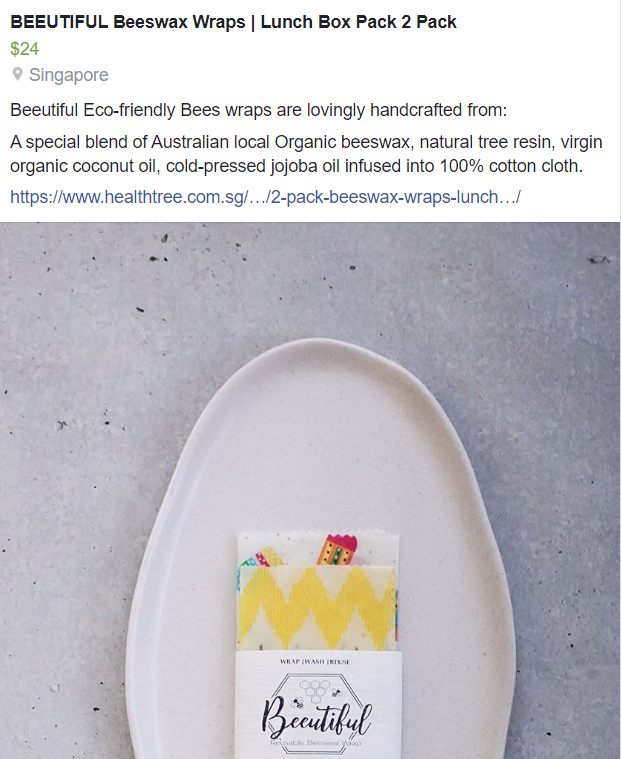 BEEUTIFUL Beeswax Wraps | Lunch Box Pack 2 Pack
$24
Singapore
Beeutiful Eco-friendly Bees wraps are lovingly handcrafted from:
A special blend of Australian local Organic beeswax, natural tree resin, virgin
organic coconut oil, cold-pressed jojoba oil infused into 100% cotton cloth.
https://www.healthtree.com.sg/…/2-pack-beeswax-wraps-lunch…/
WRAP |WASH |REUSE
Beeutiful
Reusable Beeswax Wrap